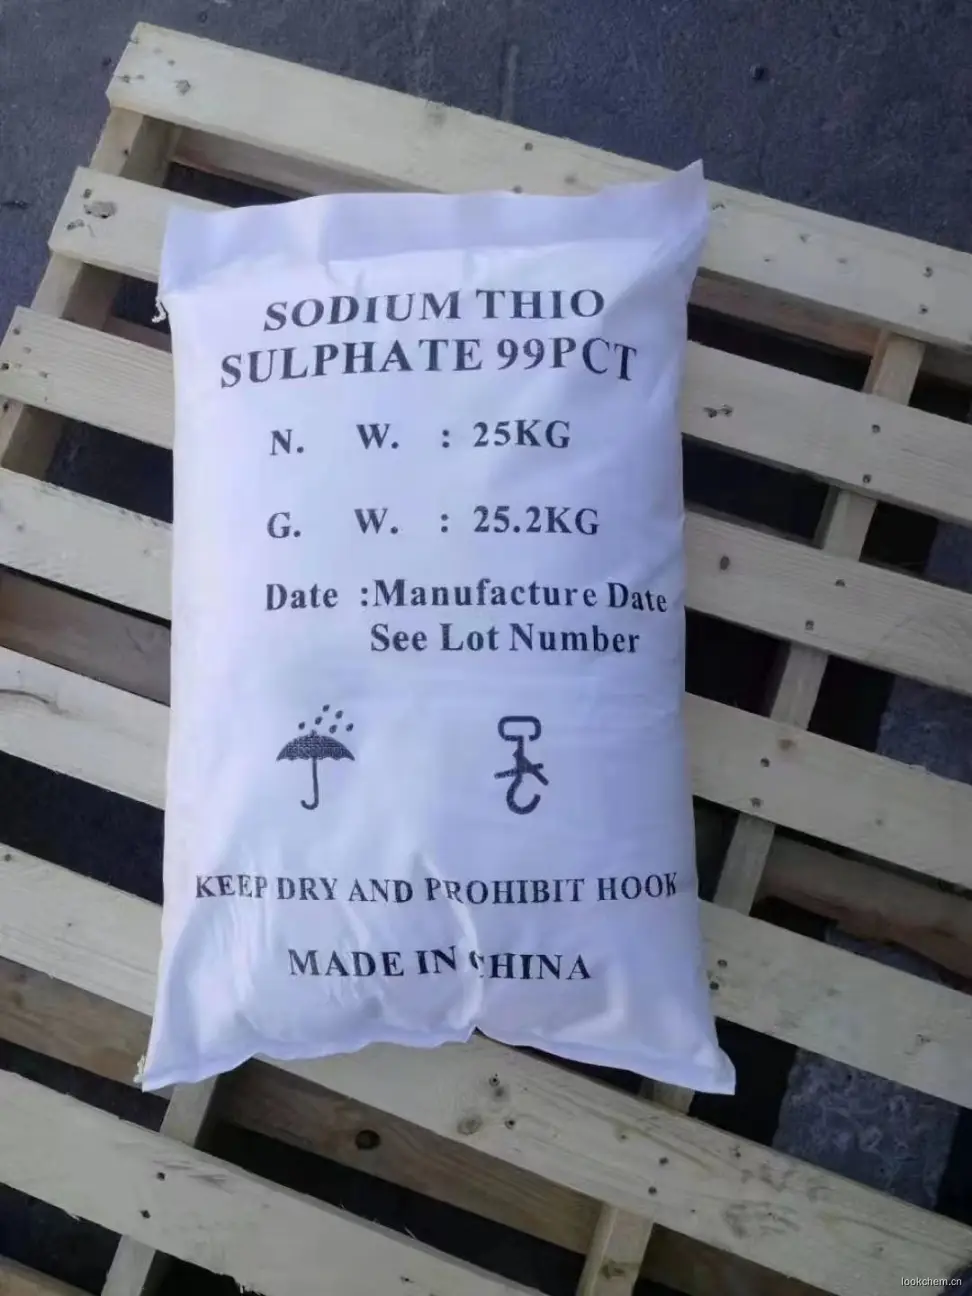 SODIUM THIO
SULPHATE 99PCT
N. W. : 25KG
G. W. : 25.2KG
Date :Manufacture Date
See Lot Number
KEEP DRY AND PROHIBIT HOOK
MADE IN CHINA
lookchem.cn